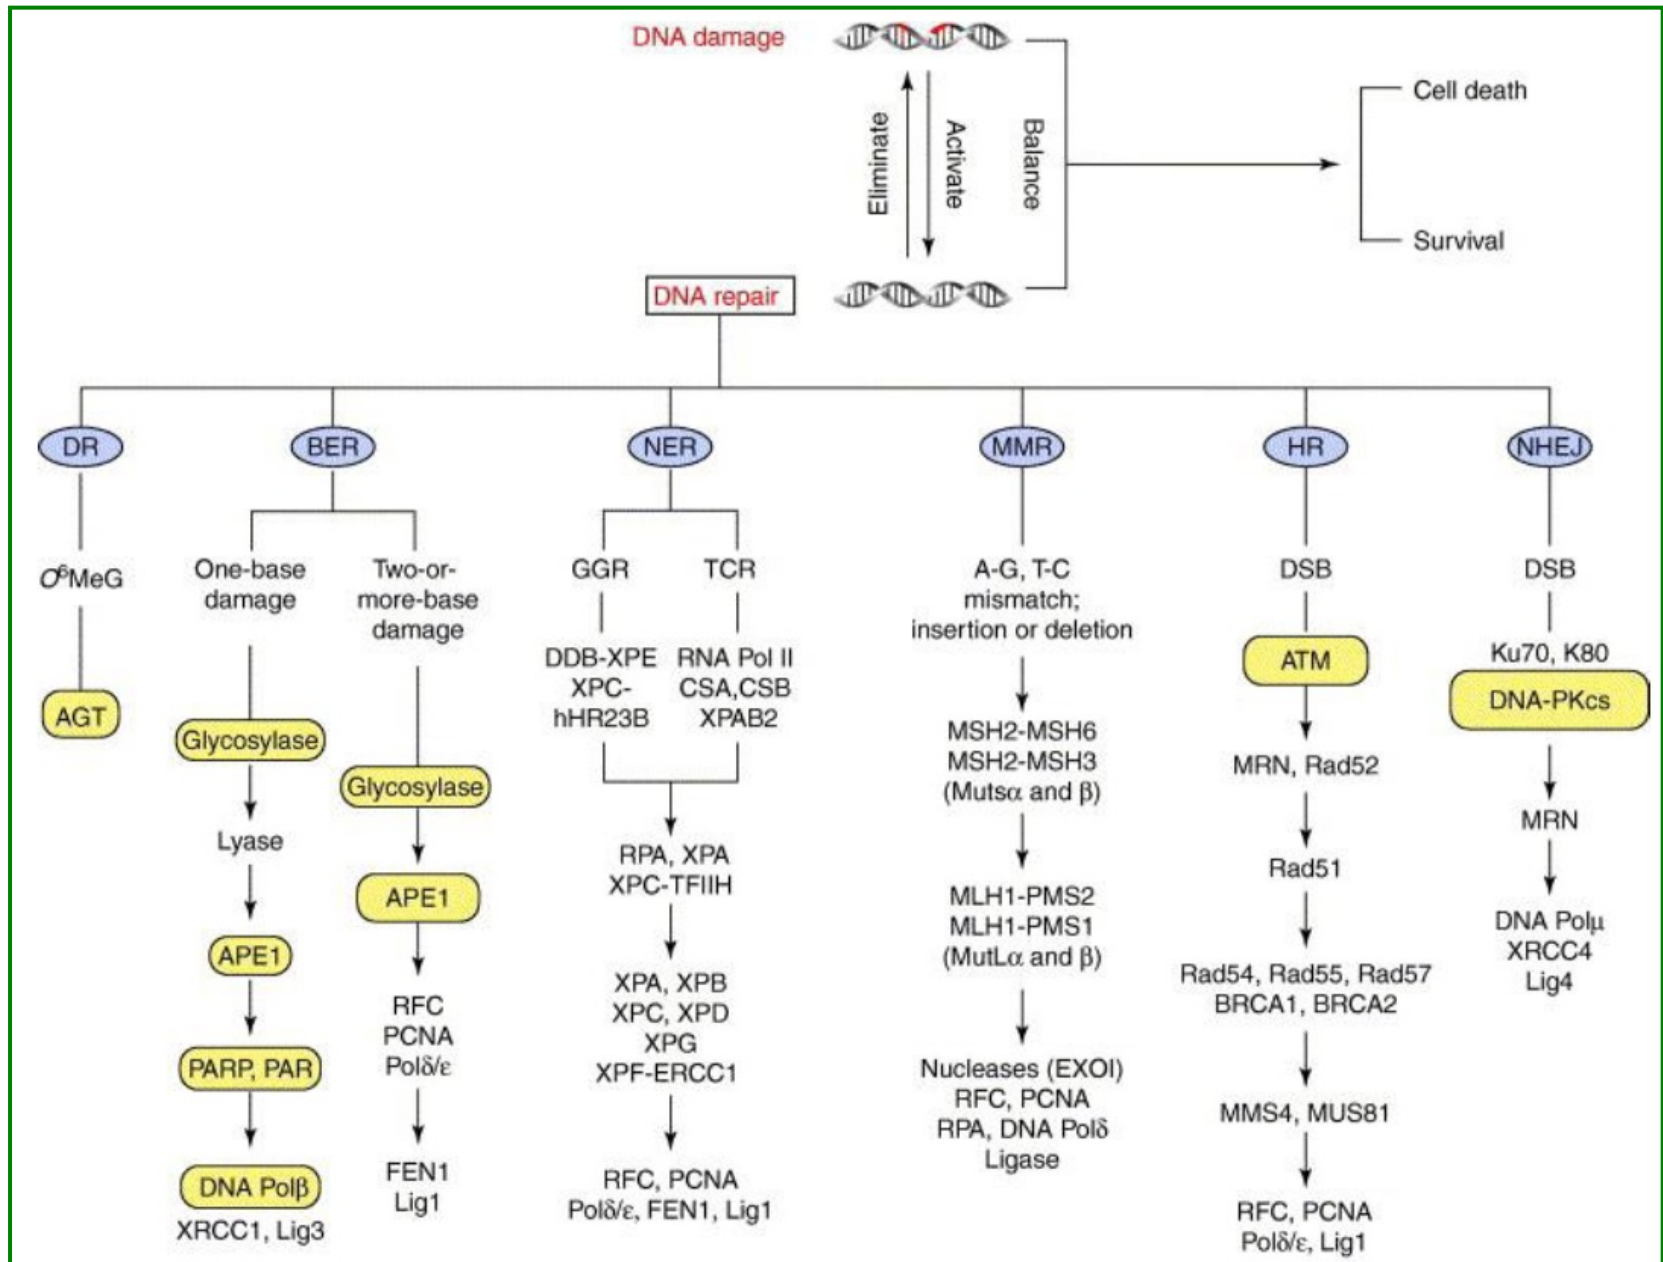 DNA damage
Eliminate
Activate
Balance
Cell death
Survival
DNA repair
DR
BER
NER
MMR
HR
NHEJ
O⁶MeG
AGT
One-base
damage
Glycosylase
Lyase
APE1
PARP, PAR
DNA Polβ
XRCC1, Lig3
Two-or-
more-base
damage
Glycosylase
APE1
RFC
PCNA
Polδ/ε
FEN1
Lig1
GGR
DDB-XPE
XPC-
hHR23B
TCR
RNA Pol II
CSA,CSB
XPAB2
RPA, XPA
XPC-TFIIH
XPA, XPB
XPC, XPD
XPG
XPF-ERCC1
RFC, PCNA
Polδ/ε, FEN1, Lig1
A-G, T-C
mismatch;
insertion or deletion
MSH2-MSH6
MSH2-MSH3
(Mutsα and β)
MLH1-PMS2
MLH1-PMS1
(MutLα and β)
Nucleases (EXOI)
RFC, PCNA
RPA, DNA Polδ
Ligase
DSB
ATM
MRN, Rad52
Rad51
Rad54, Rad55, Rad57
BRCA1, BRCA2
MMS4, MUS81
RFC, PCNA
Polδ/ε, Lig1
DSB
Ku70, K80
DNA-PKcs
MRN
DNA Polμ
XRCC4
Lig4